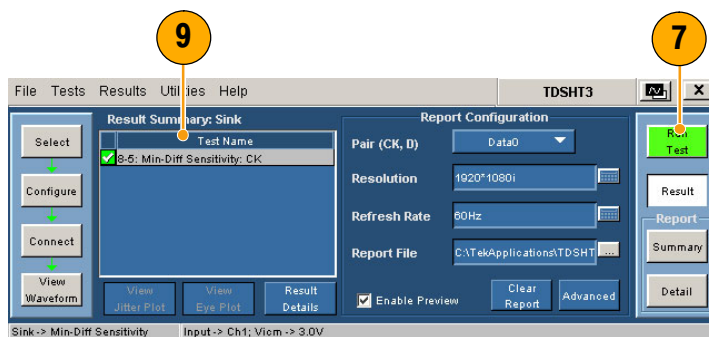 9
7
File Tests Results Utilities Help
TDSHT3
X
Result Summary: Sink
Test Name
8-5: Min-Diff Sensitivity: CK
Select
Configure
Connect
View
Waveform
View
Jitter Plot
View
Eye Plot
Result
Details
Report Configuration
Pair (CK, D)
Data0
Resolution
1920*1080i
Refresh Rate
60Hz
Report File
C:\TekApplications\TDSHT
...
Enable Preview
Clear
Report
Advanced
Run
Test
Result
Report
Summary
Detail
Sink-> Min-Diff Sensitivity
Input-> Ch1; Vicm -> 3.0V